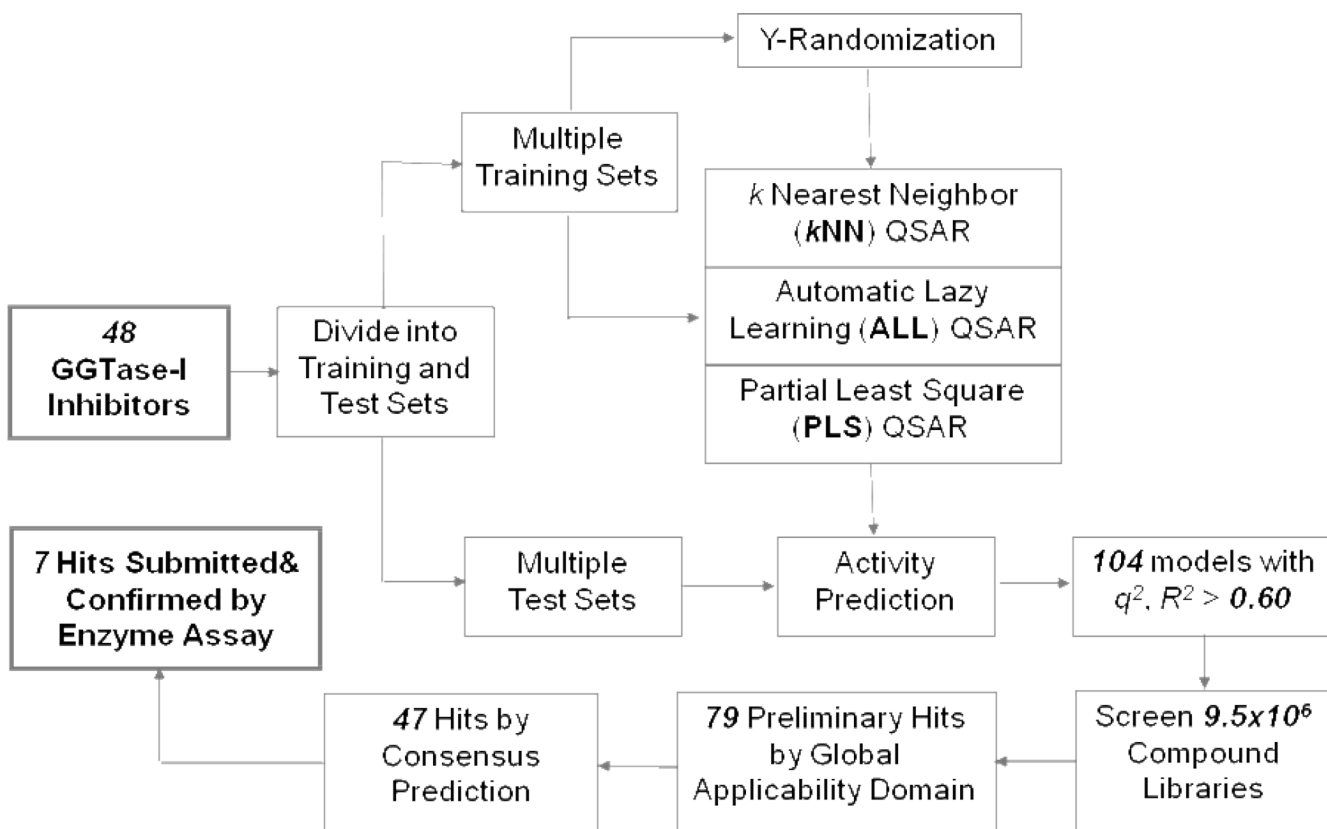 Y-Randomization
Multiple
Training Sets
k Nearest Neighbor
(kNN) QSAR
Automatic Lazy
Learning (ALL) QSAR
Partial Least Square
(PLS) QSAR
48
GGTase-I
Inhibitors
Divide into
Training and
Test Sets
Multiple
Test Sets
Activity
Prediction
104 models with
q², R² > 0.60
Screen 9.5x10⁶
Compound
Libraries
79 Preliminary Hits
by Global
Applicability Domain
47 Hits by
Consensus
Prediction
7 Hits Submitted&
Confirmed by
Enzyme Assay